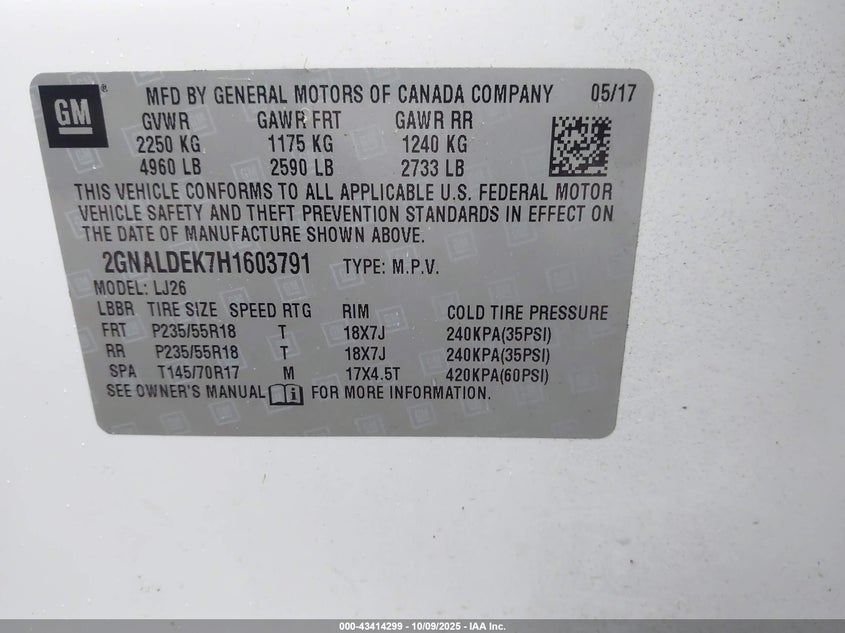 GM ® MFD BY GENERAL MOTORS OF CANADA COMPANY 05/17
GVWR GAWR FRT GAWR RR
2250 KG 1175 KG 1240 KG
4960 LB 2590 LB 2733 LB
THIS VEHICLE CONFORMS TO ALL APPLICABLE U.S. FEDERAL MOTOR
VEHICLE SAFETY AND THEFT PREVENTION STANDARDS IN EFFECT ON
THE DATE OF MANUFACTURE SHOWN ABOVE.
2GNALDEK7H1603791 TYPE: M.P.V.
MODEL: LJ26
LBBR TIRE SIZE SPEED RTG RIM COLD TIRE PRESSURE
FRT P235/55R18 T 18X7J 240KPA(35PSI)
RR P235/55R18 T 18X7J 240KPA(35PSI)
SPA T145/70R17 M 17X4.5T 420KPA(60PSI)
SEE OWNER'S MANUAL i FOR MORE INFORMATION.
000-43414299 - 10/09/2025 - IAA Inc.